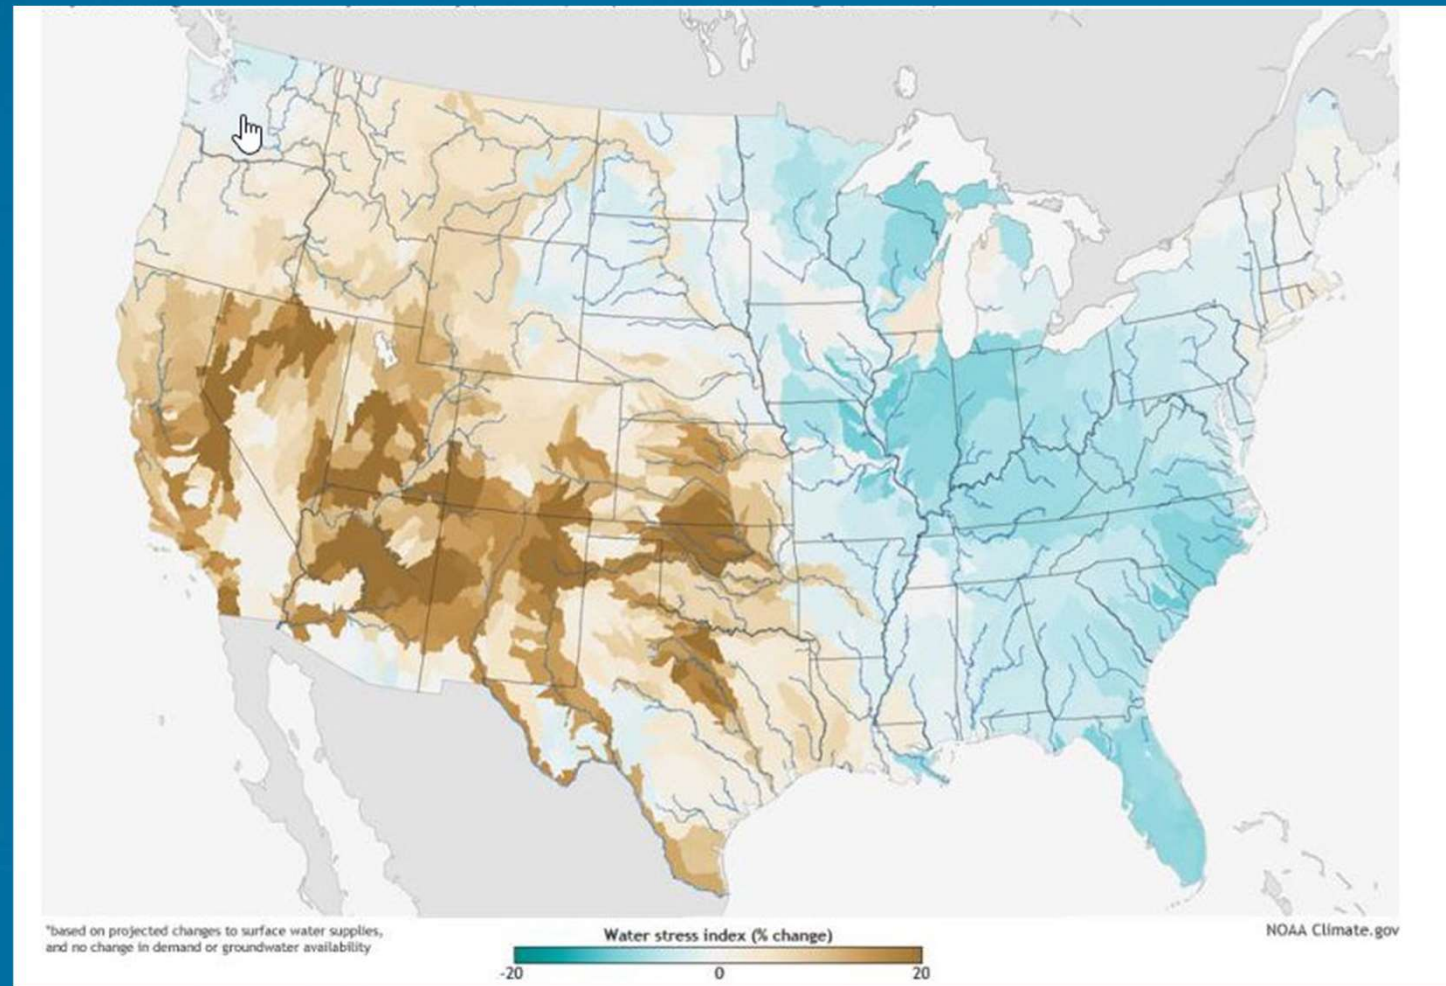 *based on projected changes to surface water supplies,
and no change in demand or groundwater availability
Water stress index (% change)
-20 0 20
NOAA Climate.gov